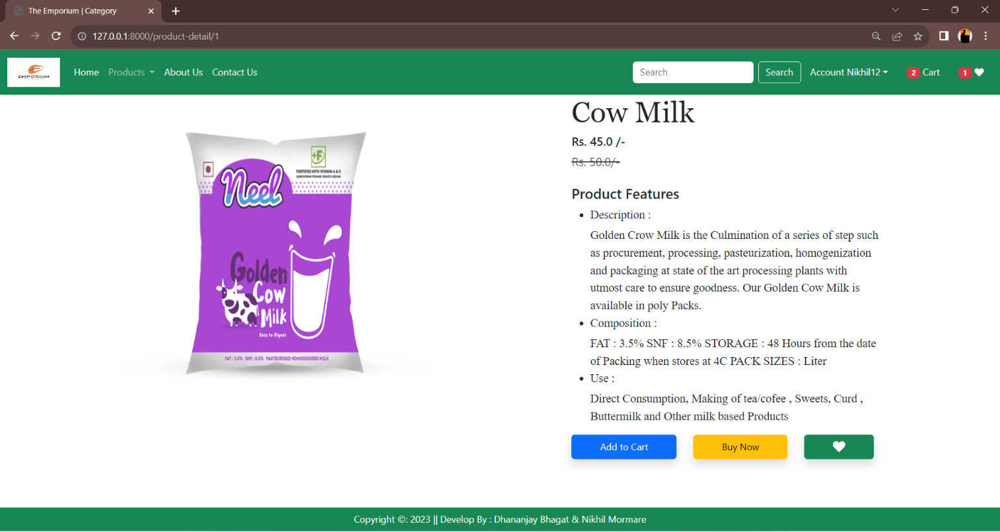 The Emporium | Category
127.0.0.1:8000/product-detail/1
EMPORIUM
Home Products About Us Contact Us Search Search Account Nikhil12 2 Cart 1
Cow Milk
Rs. 45.0 /-
Rs. 50.0/-
Product Features
Description :
Golden Crow Milk is the Culmination of a series of step such
as procurement, processing, pasteurization, homogenization
and packaging at state of the art processing plants with
utmost care to ensure goodness. Our Golden Cow Milk is
available in poly Packs.
Composition :
FAT : 3.5% SNF : 8.5% STORAGE : 48 Hours from the date
of Packing when stores at 4C PACK SIZES : Liter
Use :
Direct Consumption, Making of tea/cofee , Sweets, Curd ,
Buttermilk and Other milk based Products
Add to Cart Buy Now
+F
FORTIFIED WITH VITAMIN A & D
SAMPOORNA POSHAN, SWASTH JEEVAN
Neel
Golden
Cow
Milk
Easy to Digest
FAT : 3.5% SNF : 8.5% PASTEURISED HOMOGENISED MILK
Copyright ©: 2023 || Develop By : Dhananjay Bhagat & Nikhil Mormare